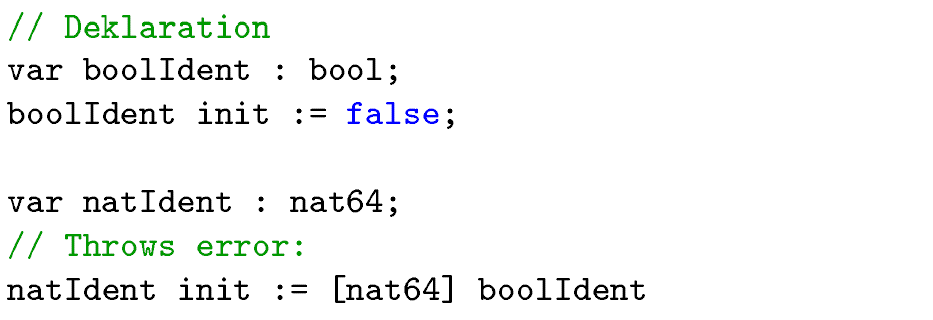 // Deklaration
var boolIdent : bool;
boolIdent init := false;
var natIdent : nat64;
// Throws error:
natIdent init := [nat64] boolIdent